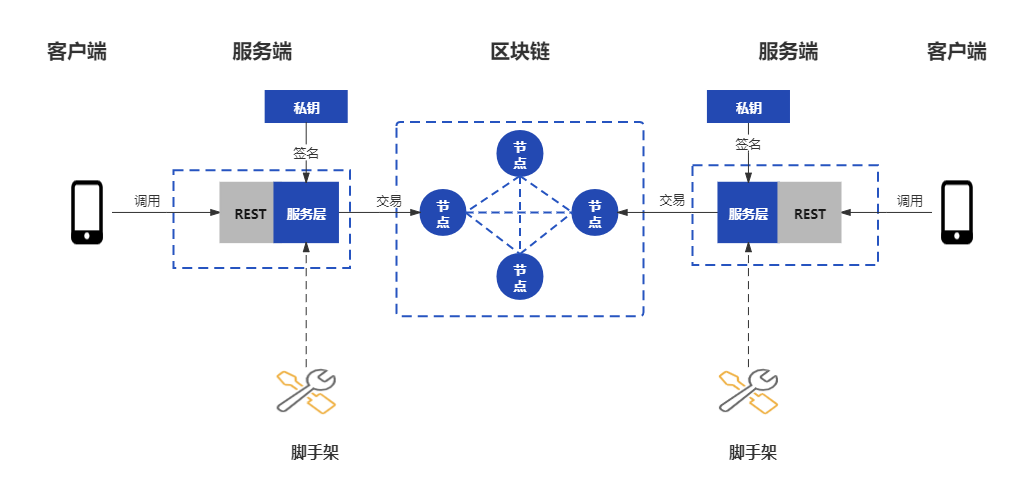 客户端
服务端
区块链
服务端
客户端
私钥
私钥
签名
签名
调用
REST
服务层
交易
节
点
节
点
节
点
节
点
交易
服务层
REST
调用
脚手架
脚手架